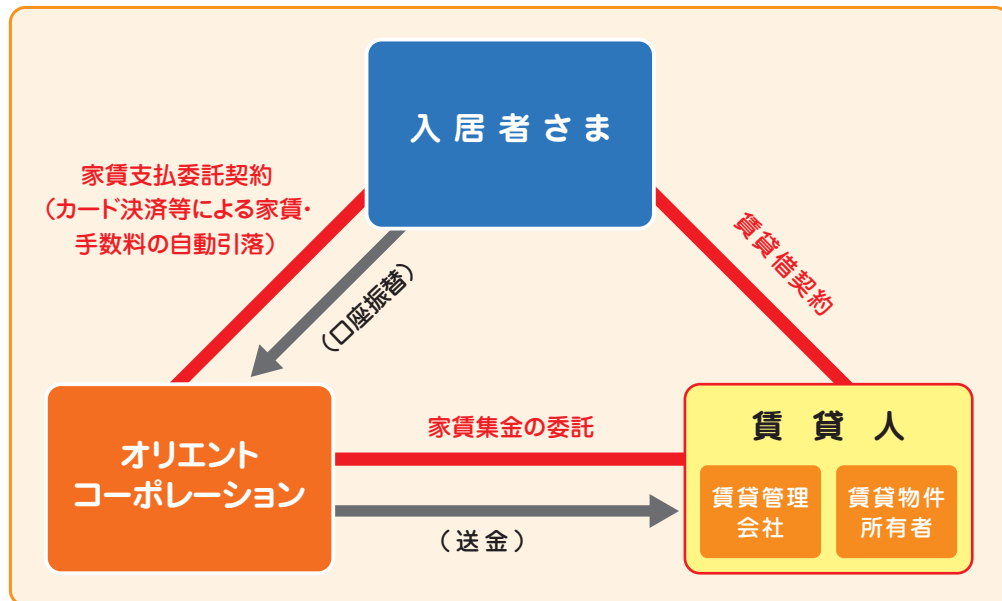 入居者さま
家賃支払委託契約
（カード決済等による家賃・
手数料の自動引落）
賃貸借契約
（口座振替）
オリエント
コーポレーション
家賃集金の委託
（送金）
賃貸人
賃貸管理
会社
賃貸物件
所有者